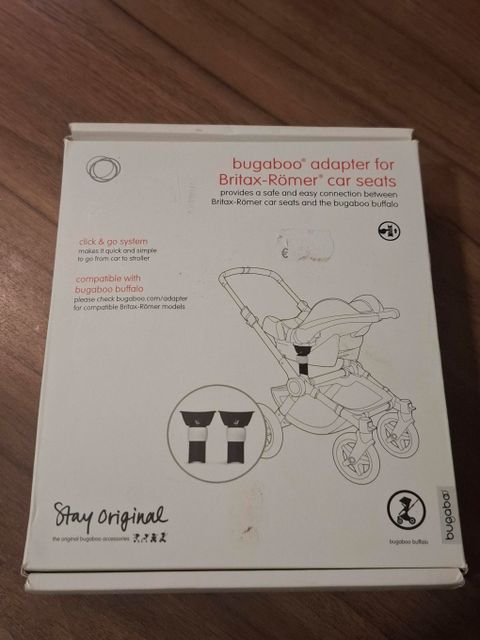 bugaboo® adapter for
Britax-Römer® car seats
provides a safe and easy connection between
Britax-Römer car seats and the bugaboo buffalo
click & go system
makes it quick and simple
to go from car to stroller
compatible with
bugaboo buffalo
please check bugaboo.com/adapter
for compatible Britax-Römer models
Stay original
the original bugaboo accessories
bugaboo buffalo
bugaboo